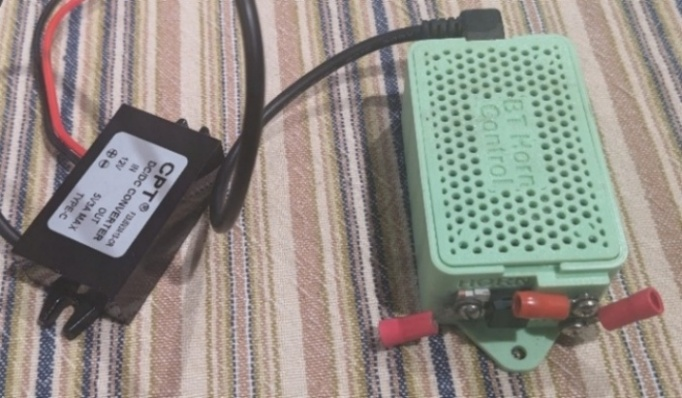 CPT®
DC/DC CONVERTER
IN OUT
12V 5V3A MAX
TYPE-C
BT Horn
Control